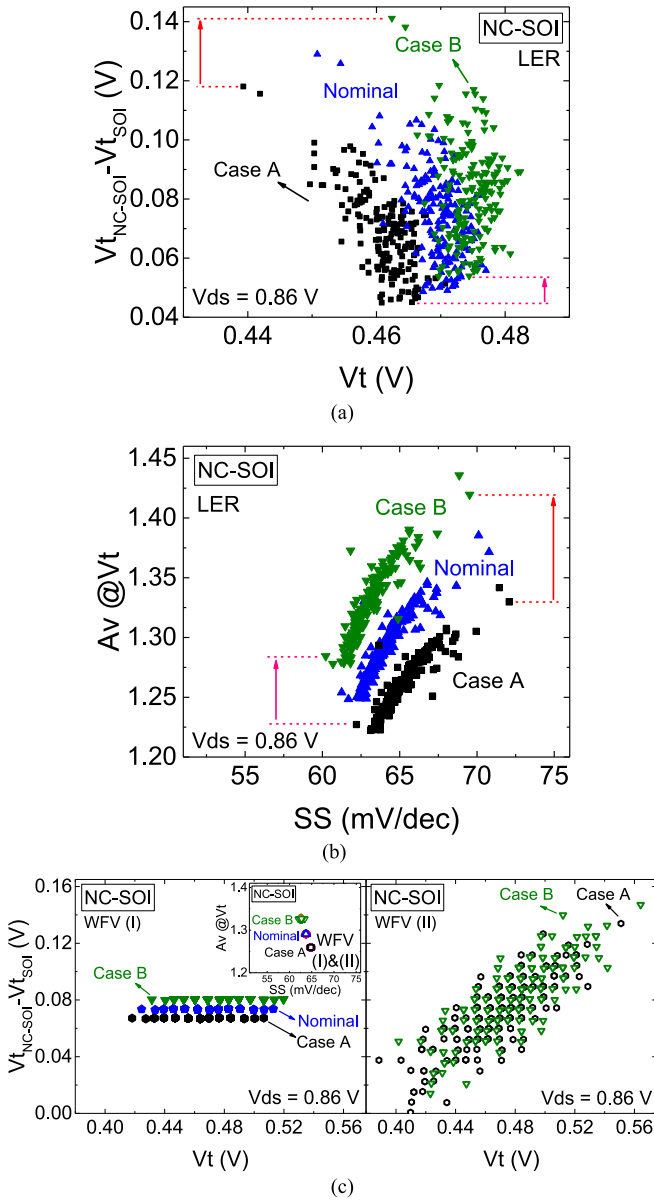 0.14
0.12
0.10
0.08
0.06
0.04
Vt_NC-SOI-Vt_SOI (V)
NC-SOI
LER
Case B
Nominal
Case A
Vds = 0.86 V
0.44 0.46 0.48
Vt (V)
(a)
1.45
1.40
1.35
1.30
1.25
1.20
Av @Vt
NC-SOI
LER
Case B
Nominal
Case A
Vds = 0.86 V
55 60 65 70 75
SS (mV/dec)
(b)
0.16
0.12
0.08
0.04
0.00
Vt_NC-SOI-Vt_SOI (V)
NC-SOI
WFV (I)
Case B
Nominal
Case A
Vds = 0.86 V
0.40 0.44 0.48 0.52 0.56
Vt (V)
1.4
1.3
1.2
Av @Vt
NC-SOI
Case B
Nominal
Case A
WFV
(I)&(II)
55 60 65 70 75
SS (mV/dec)
NC-SOI
WFV (II)
Case B
Case A
Vds = 0.86 V
0.40 0.44 0.48 0.52 0.56
Vt (V)
(c)